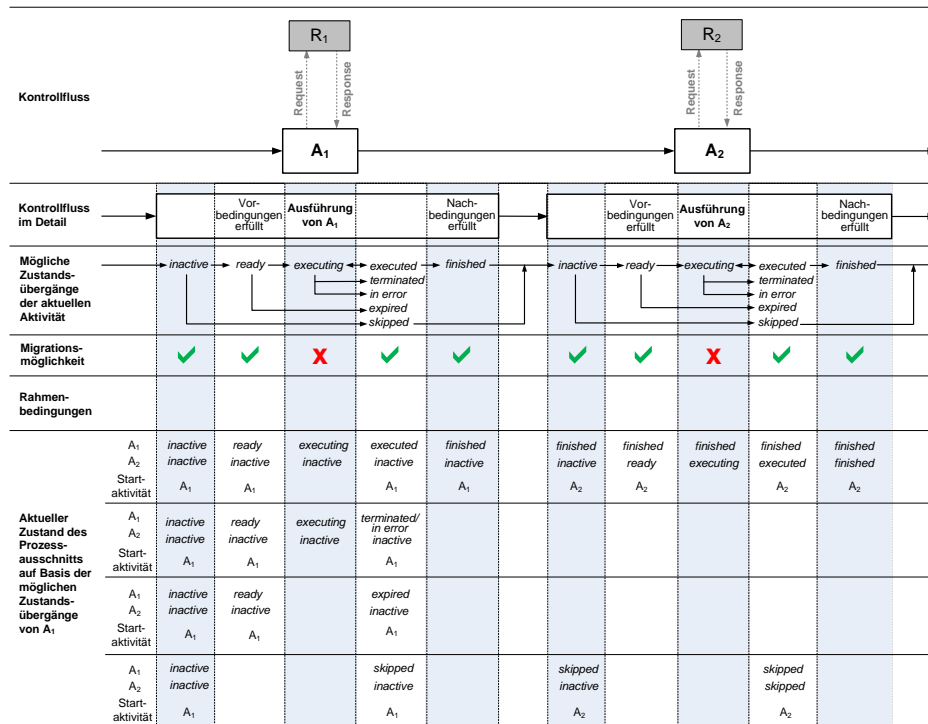 R1 R2
Request Response Request Response
Kontrollfluss
A1 A2
Kontrollfluss im Detail
Vor-bedingungen erfüllt
Ausführung von A1
Nach-bedingungen erfüllt
Vor-bedingungen erfüllt
Ausführung von A2
Nach-bedingungen erfüllt
Mögliche
Zustands-
übergänge
der aktuellen
Aktivität
inactive ready executing executed finished inactive ready executing executed finished
terminated terminated
in error in error
expired expired
skipped skipped
Migrations-
möglichkeit
X X
Rahmen-
bedingungen
Aktueller
Zustand des
Prozess-
ausschnitts
auf Basis der
möglichen
Zustands-
übergänge
von A1
A1 inactive ready executing executed finished finished finished finished finished finished
A2 inactive inactive inactive inactive inactive inactive ready executing executed finished
Start-
aktivität A1 A1 A1 A1 A2 A2 A2 A2
A1 inactive ready executing terminated/
in error
A2 inactive inactive inactive inactive
Start-
aktivität A1 A1 A1
A1 inactive ready expired
A2 inactive inactive inactive
Start-
aktivität A1 A1 A1
A1 inactive skipped skipped skipped
A2 inactive inactive inactive skipped
Start-
aktivität A1 A1 A2 A2